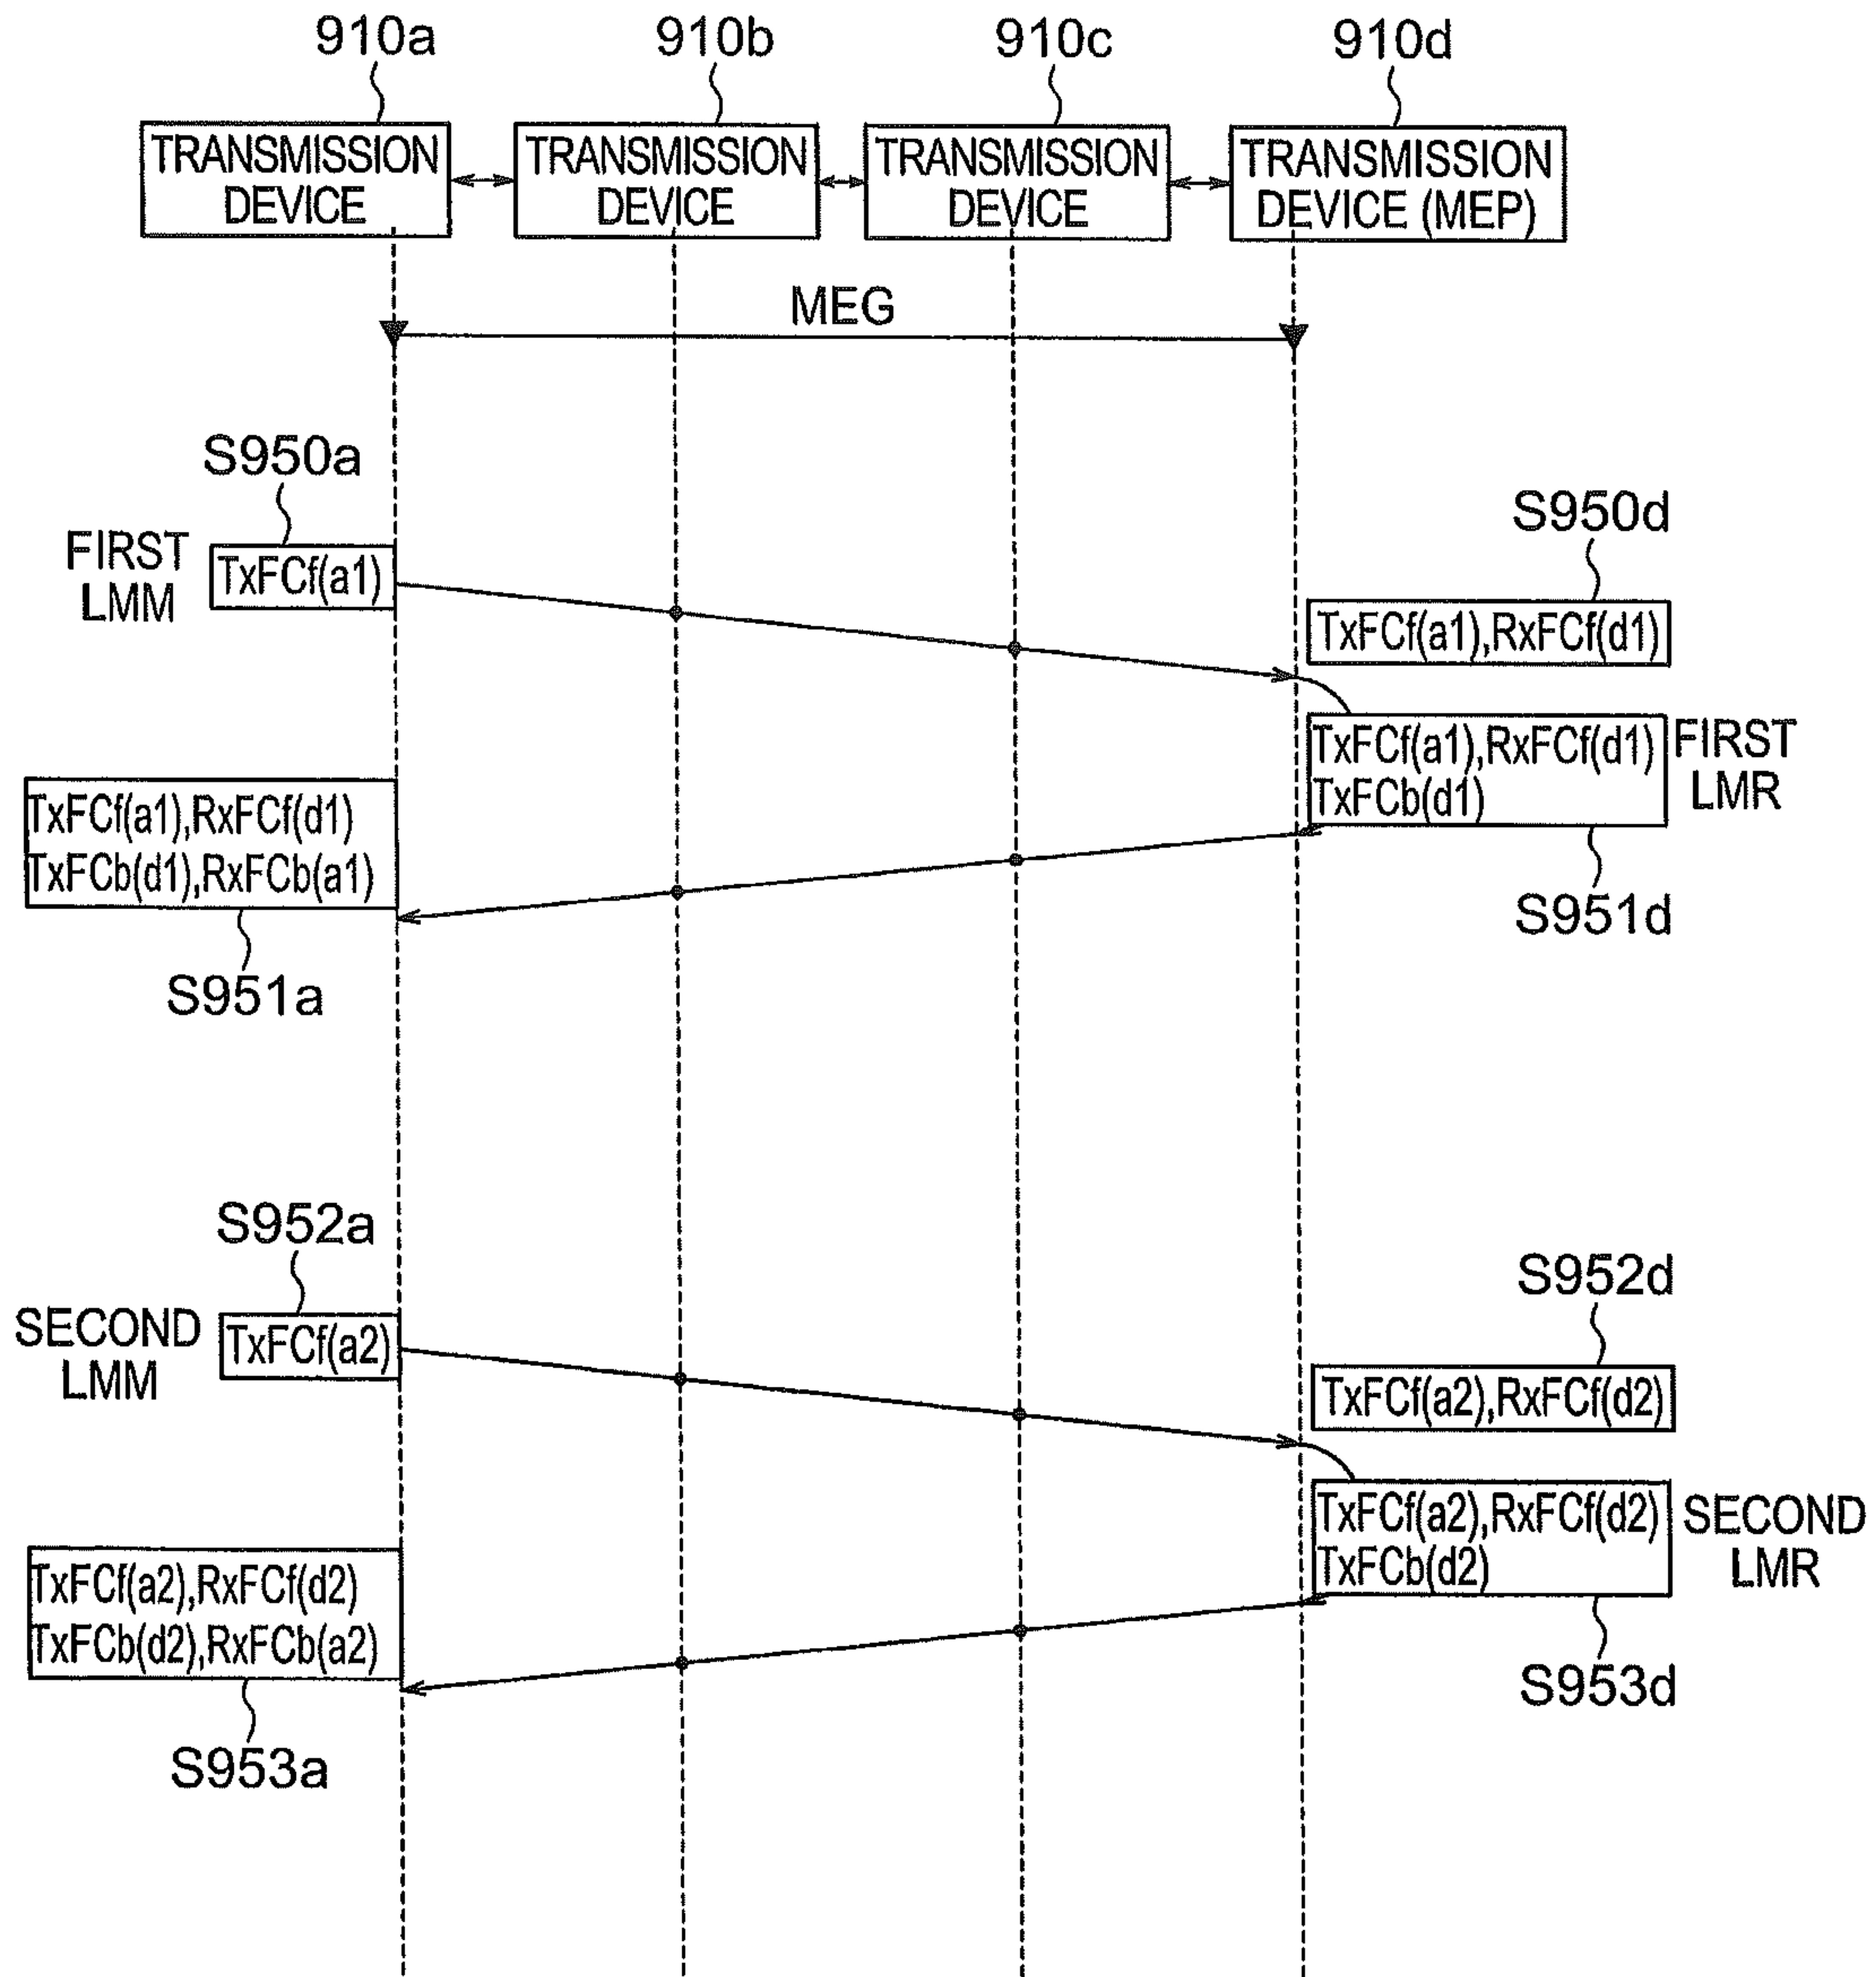 910a
910b
910c
910d
TRANSMISSION
DEVICE
TRANSMISSION
DEVICE
TRANSMISSION
DEVICE
TRANSMISSION
DEVICE (MEP)
MEG
S950a
FIRST
LMM
TxFCf(a1)
S950d
TxFCf(a1),RxFCf(d1)
TxFCf(a1),RxFCf(d1)
TxFCb(d1)
FIRST
LMR
S951d
TxFCf(a1),RxFCf(d1)
TxFCb(d1),RxFCb(a1)
S951a
S952a
SECOND
LMM
TxFCf(a2)
S952d
TxFCf(a2),RxFCf(d2)
TxFCf(a2),RxFCf(d2)
TxFCb(d2)
SECOND
LMR
S953d
TxFCf(a2),RxFCf(d2)
TxFCb(d2),RxFCb(a2)
S953a